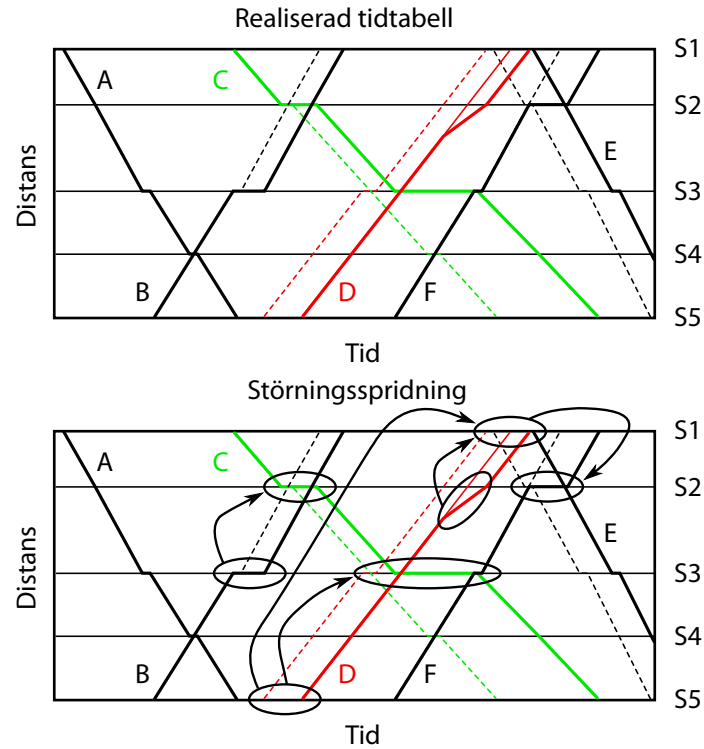 Realiserad tidtabell
S1
A
C
S2
E
Distans
S3
S4
B
D
F
S5
Tid
Störningsspridning
S1
A
C
S2
E
Distans
S3
S4
B
D
F
S5
Tid